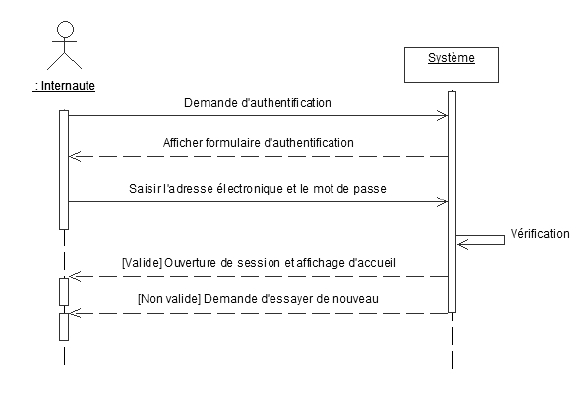 Système
: Internaute
Demande d'authentification
Afficher formulaire d'authentification
Saisir l'adresse électronique et le mot de passe
Vérification
[Valide] Ouverture de session et affichage d'accueil
[Non valide] Demande d'essayer de nouveau